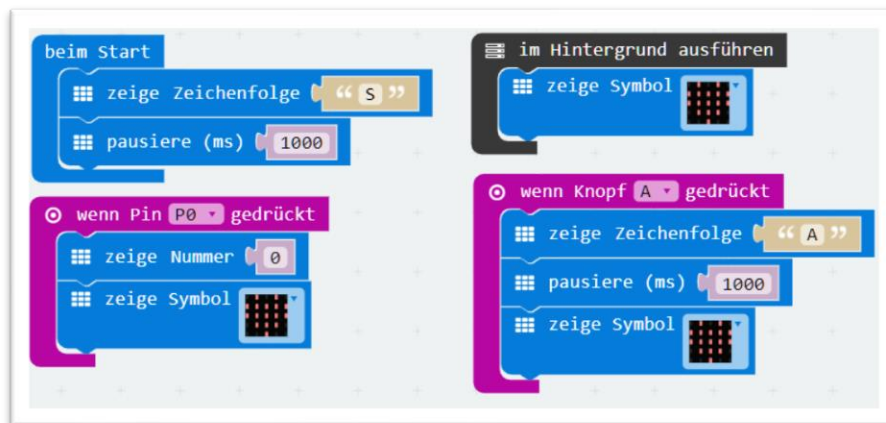 beim Start
zeige Zeichenfolge “ S ”
pausiere (ms) 1000
im Hintergrund ausführen
zeige Symbol
wenn Pin P0 gedrückt
zeige Nummer 0
zeige Symbol
wenn Knopf A gedrückt
zeige Zeichenfolge “ A ”
pausiere (ms) 1000
zeige Symbol